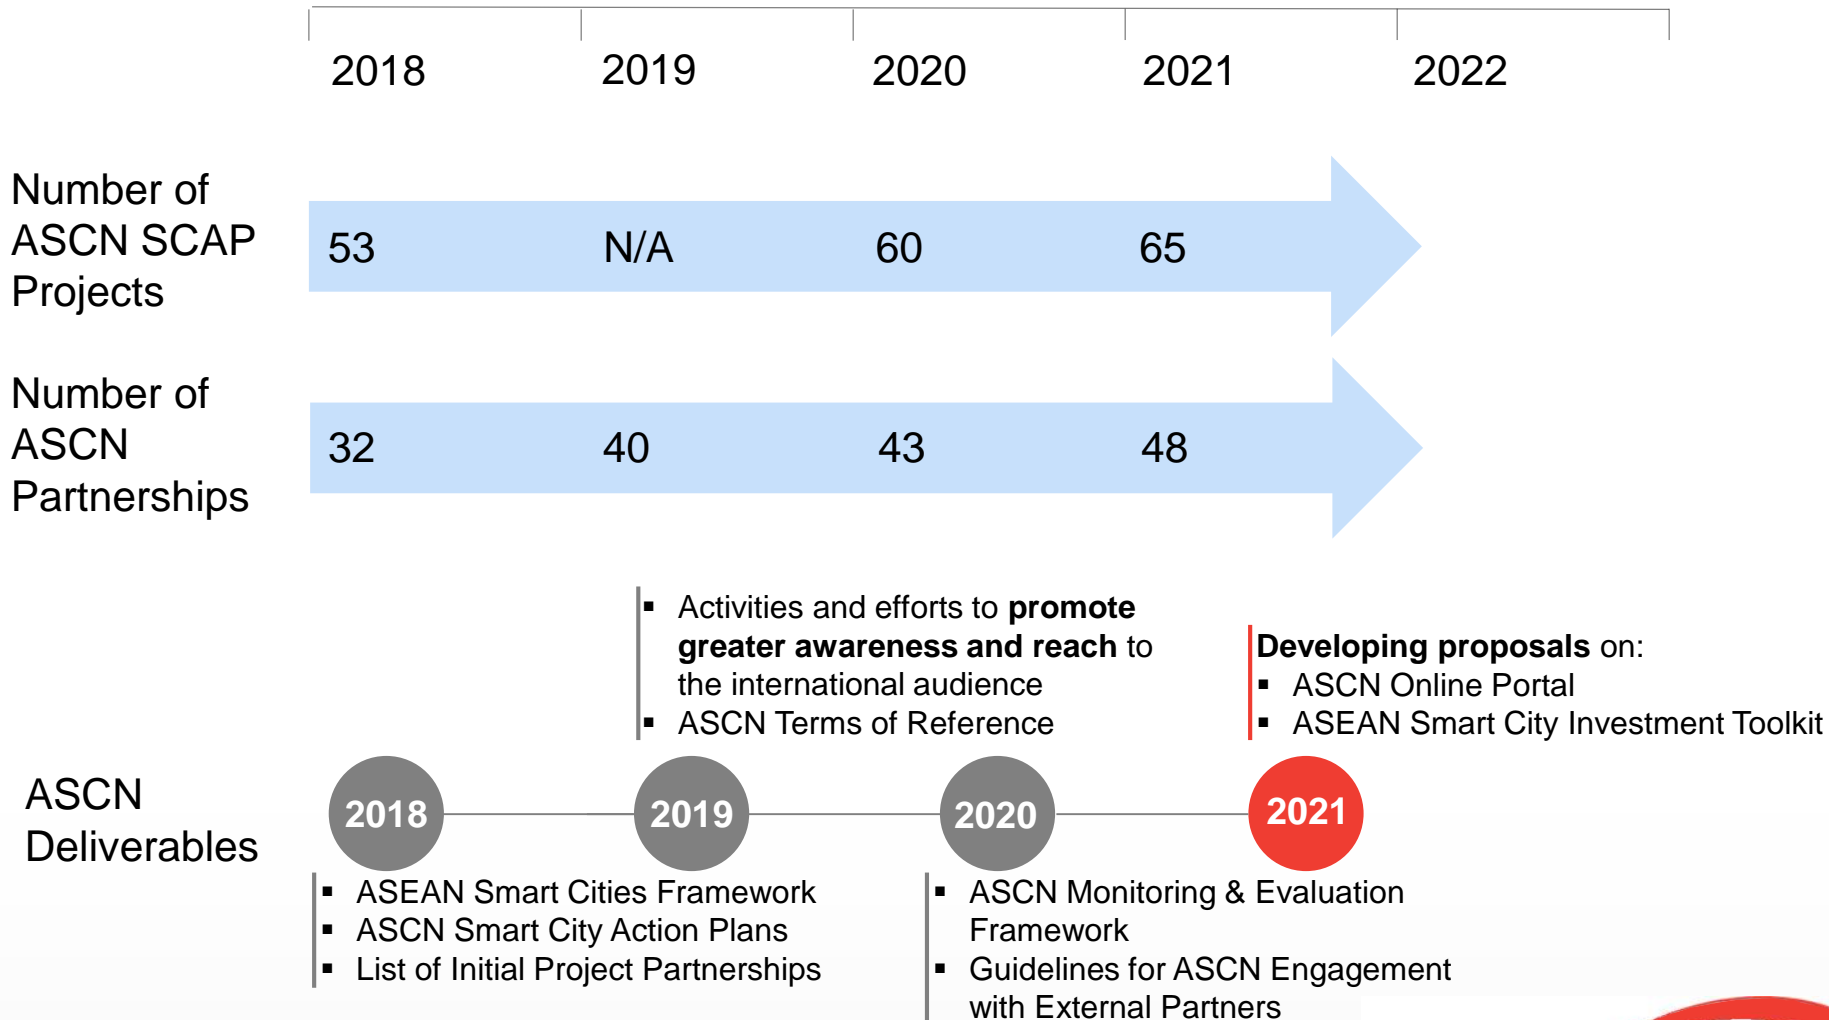 2018 2019 2020 2021 2022
Number of
ASCN SCAP
Projects
53 N/A 60 65
Number of
ASCN
Partnerships
32 40 43 48
▪ Activities and efforts to promote
greater awareness and reach to
the international audience
▪ ASCN Terms of Reference
Developing proposals on:
▪ ASCN Online Portal
▪ ASEAN Smart City Investment Toolkit
ASCN
Deliverables
2018 2019 2020 2021
▪ ASEAN Smart Cities Framework
▪ ASCN Smart City Action Plans
▪ List of Initial Project Partnerships
▪ ASCN Monitoring & Evaluation
Framework
▪ Guidelines for ASCN Engagement
with External Partners